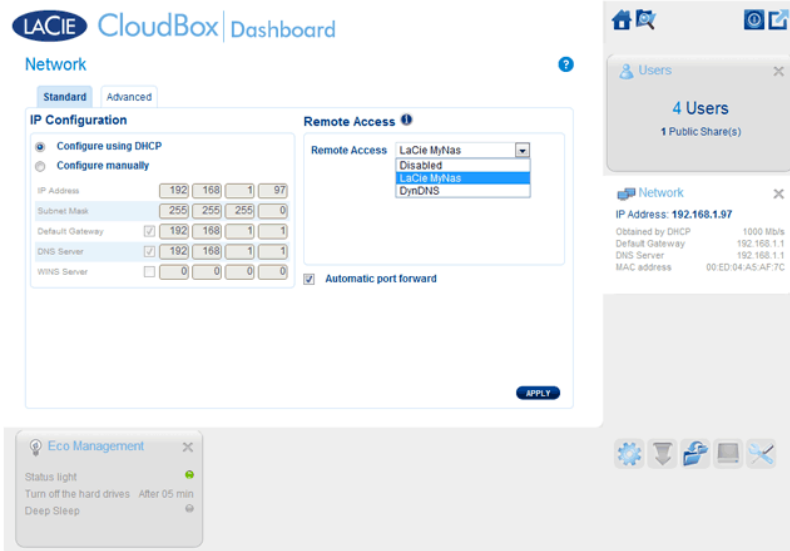 LACIE CloudBox Dashboard
Network
?
Standard
Advanced
IP Configuration
Configure using DHCP
Configure manually
IP Address 192 168 1 97
Subnet Mask 255 255 255 0
Default Gateway 192 168 1 1
DNS Server 192 168 1 1
WINS Server 0 0 0 0
Remote Access
Remote Access LaCie MyNas
Disabled
LaCie MyNas
DynDNS
Automatic port forward
APPLY
Users
4 Users
1 Public Share(s)
Network
IP Address: 192.168.1.97
Obtained by DHCP 1000 Mb/s
Default Gateway 192.168.1.1
DNS Server 192.168.1.1
MAC address 00:ED:04:A5:AF:7C
Eco Management
Status light
Turn off the hard drives After 05 min
Deep Sleep